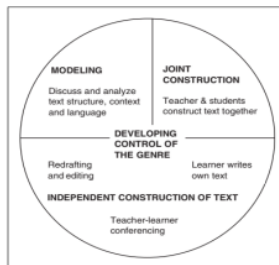 MODELING
Discuss and analyze
text structure, context
and language
JOINT
CONSTRUCTION
Teacher & students
construct text together
DEVELOPING
CONTROL OF
THE GENRE
Redrafting
and editing
Learner writes
own text
INDEPENDENT CONSTRUCTION OF TEXT
Teacher-learner
conferencing